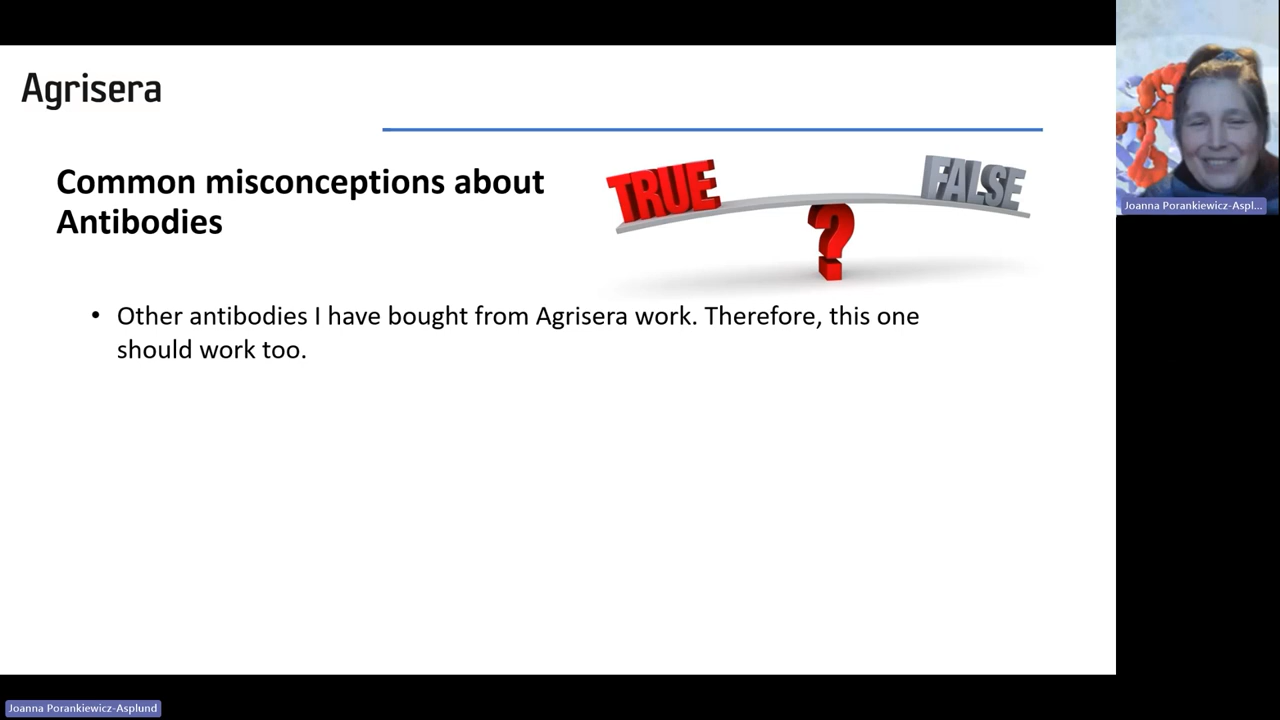 Agrisera
Common misconceptions about
Antibodies
TRUE
FALSE
?
• Other antibodies I have bought from Agrisera work. Therefore, this one
should work too.
Joanna Porankiewicz-Aspl...
Joanna Porankiewicz-Asplund